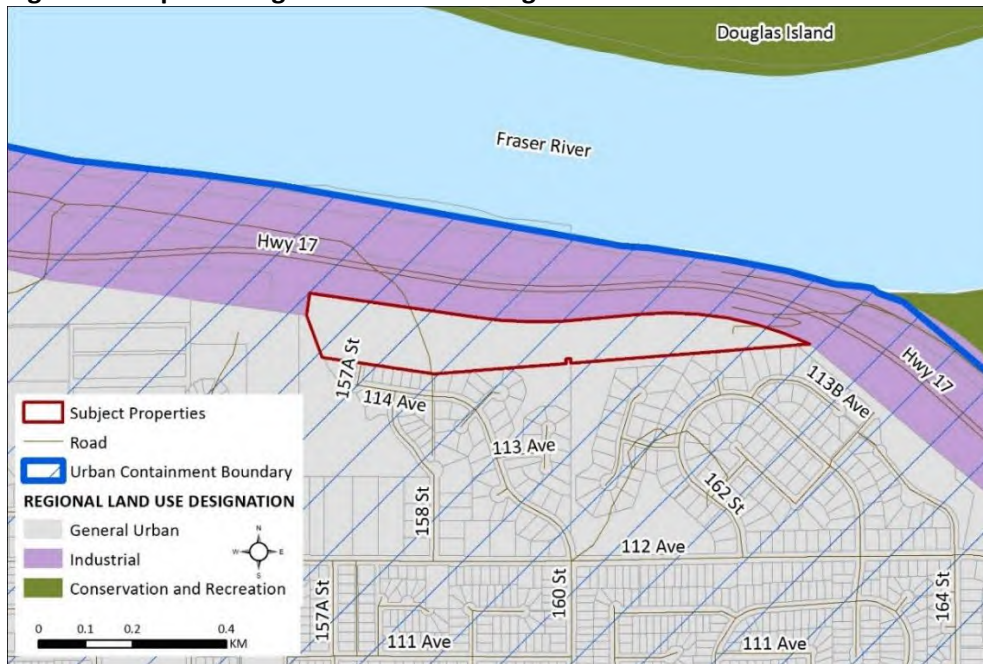 Douglas Island
Fraser River
Hwy 17
Hwy 17
157A St
114 Ave
113B Ave
113 Ave
158 St
162 St
112 Ave
157A St
160 St
164 St
111 Ave
111 Ave
Subject Properties
Road
Urban Containment Boundary
REGIONAL LAND USE DESIGNATION
General Urban
Industrial
Conservation and Recreation
N
W E
S
0 0.1 0.2 0.4
KM